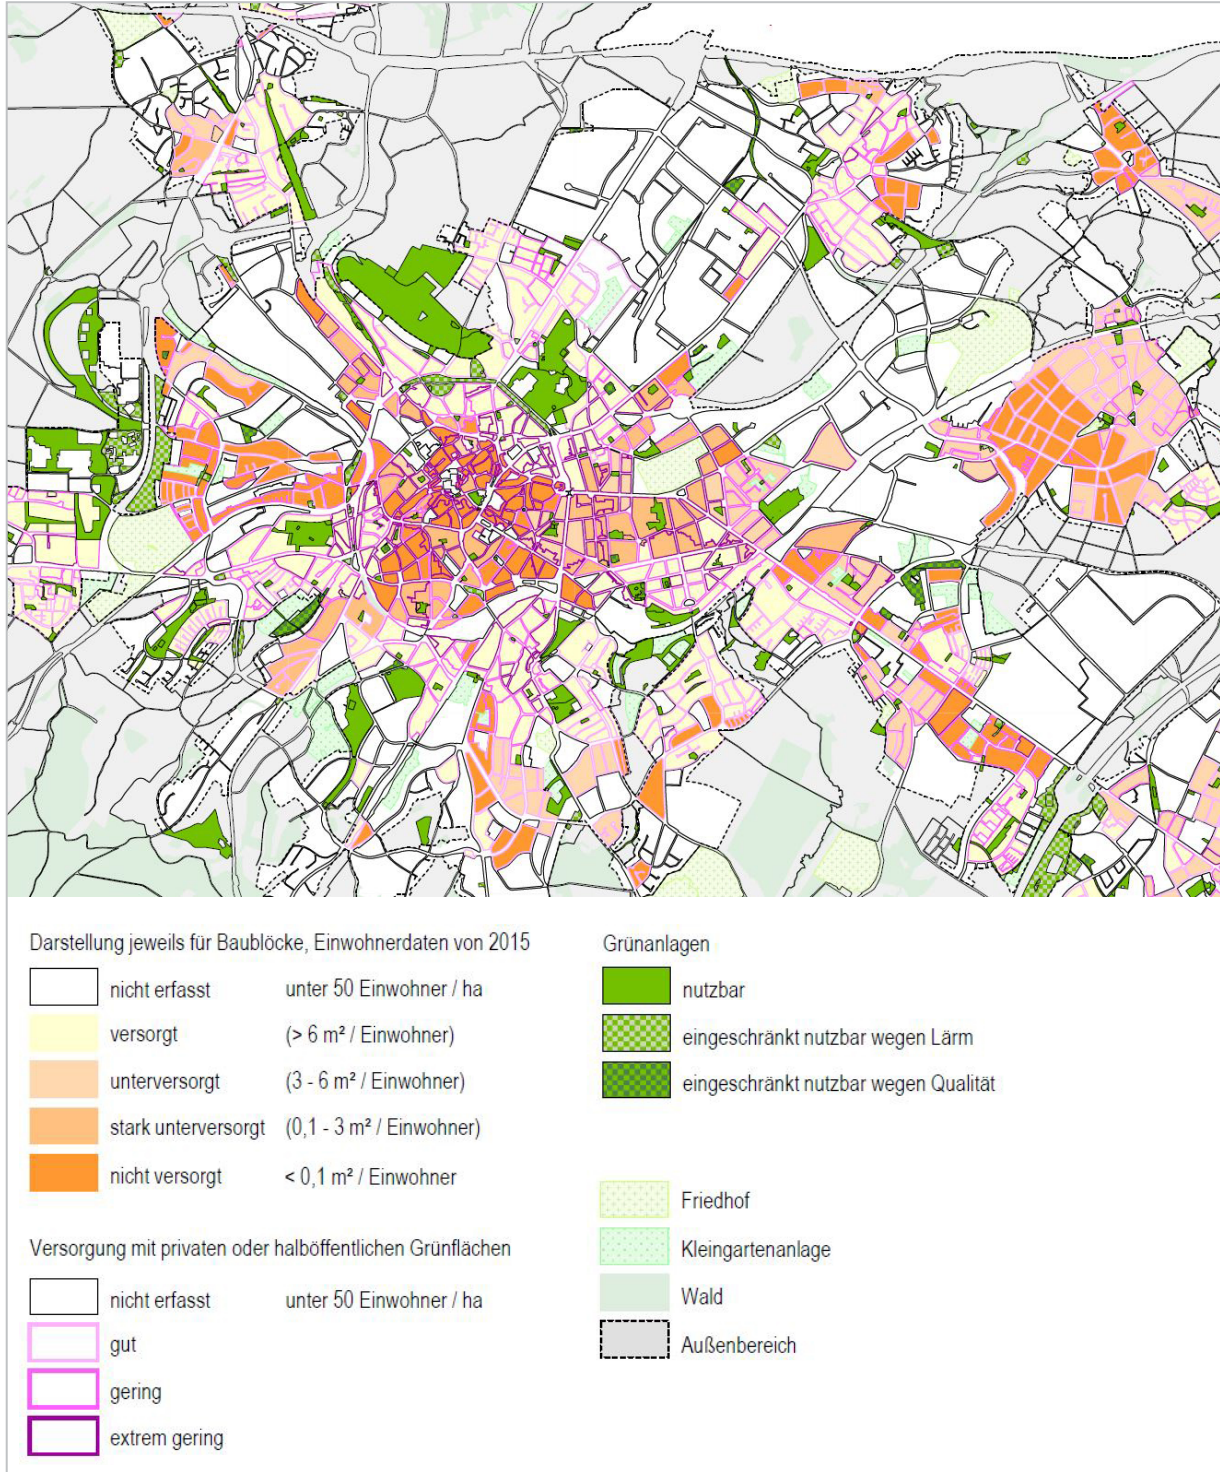 Darstellung jeweils für Baublöcke, Einwohnerdaten von 2015
nicht erfasst unter 50 Einwohner / ha
versorgt (> 6 m² / Einwohner)
unterversorgt (3 - 6 m² / Einwohner)
stark unterversorgt (0,1 - 3 m² / Einwohner)
nicht versorgt < 0,1 m² / Einwohner
Versorgung mit privaten oder halböffentlichen Grünflächen
nicht erfasst unter 50 Einwohner / ha
gut
gering
extrem gering
Grünanlagen
nutzbar
eingeschränkt nutzbar wegen Lärm
eingeschränkt nutzbar wegen Qualität
Friedhof
Kleingartenanlage
Wald
Außenbereich